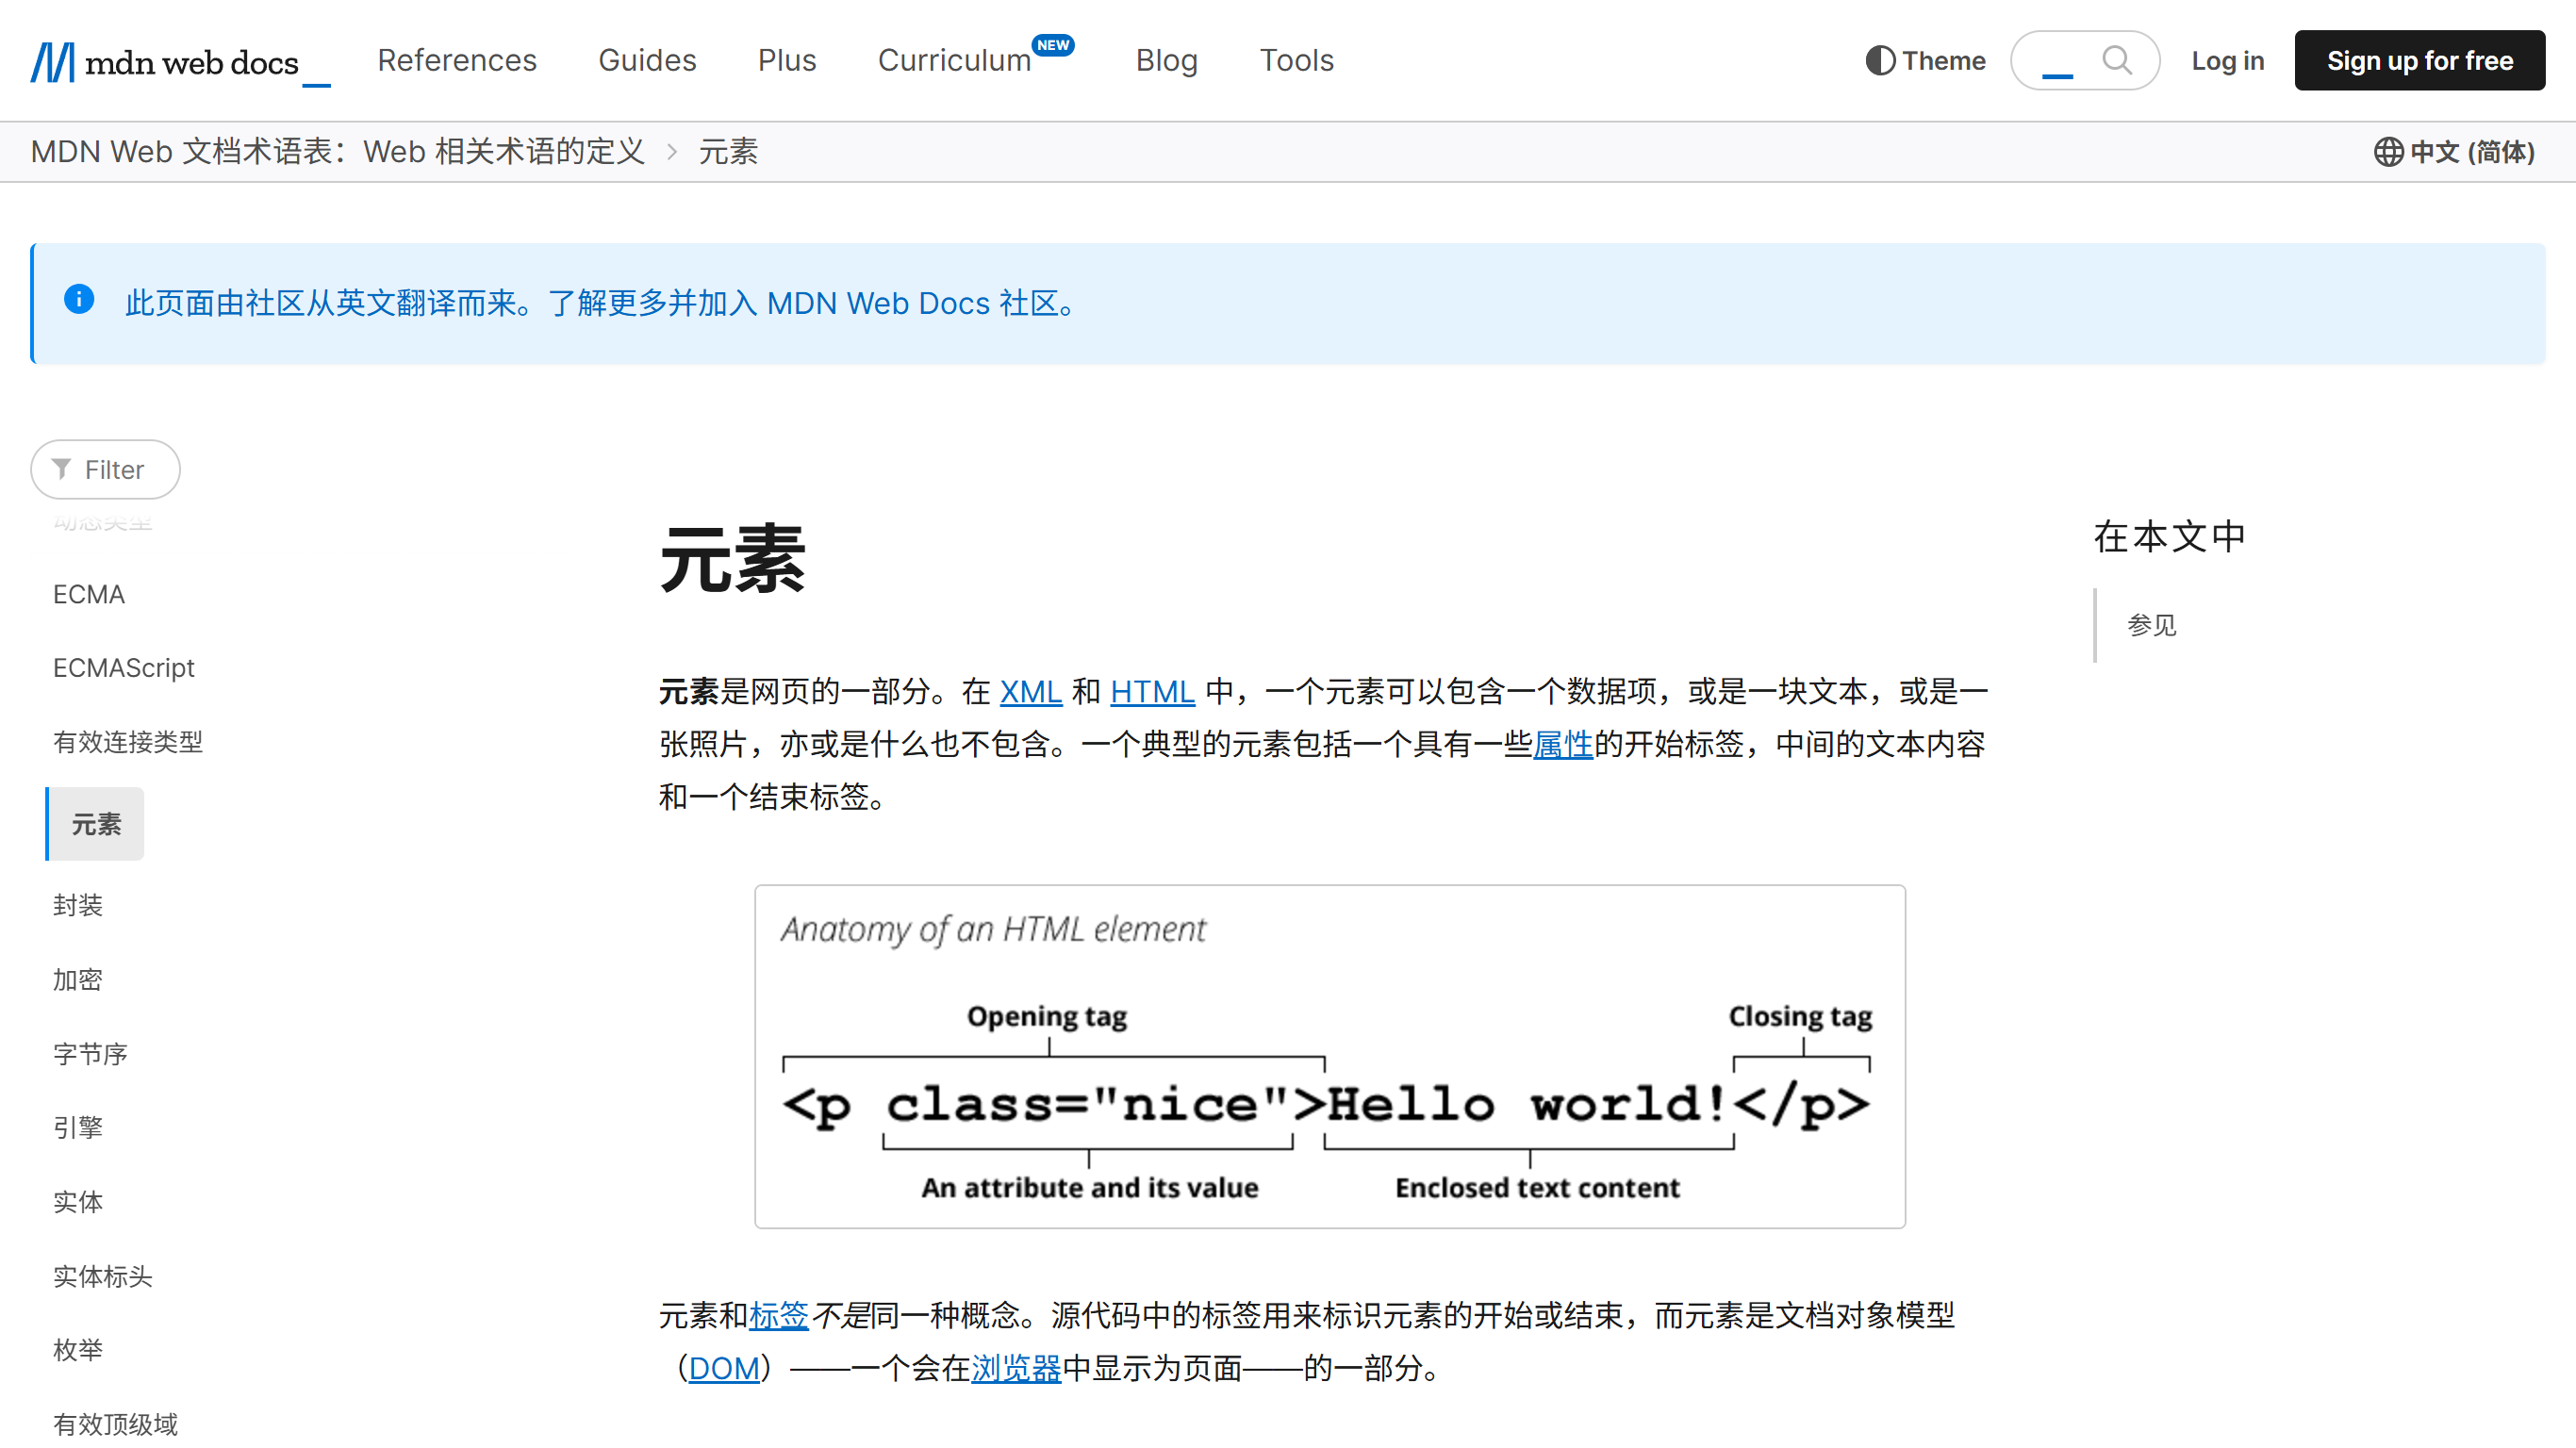 mdn web docs_
References Guides Plus Curriculum NEW Blog Tools
Theme Log in Sign up for free
MDN Web 文档术语表：Web 相关术语的定义 > 元素
中文 (简体)
此页面由社区从英文翻译而来。了解更多并加入 MDN Web Docs 社区。
Filter
动态类型
ECMA
ECMAScript
有效连接类型
元素
封装
加密
字节序
引擎
实体
实体标头
枚举
有效顶级域
元素
元素是网页的一部分。在 XML 和 HTML 中，一个元素可以包含一个数据项，或是一块文本，或是一
张照片，亦或是什么也不包含。一个典型的元素包括一个具有一些属性的开始标签，中间的文本内容
和一个结束标签。
Anatomy of an HTML element
Opening tag Closing tag
<p class="nice">Hello world!</p>
An attribute and its value Enclosed text content
元素和标签不是同一种概念。源代码中的标签用来标识元素的开始或结束，而元素是文档对象模型
（DOM）——一个会在浏览器中显示为页面——的一部分。
在本文中
参见